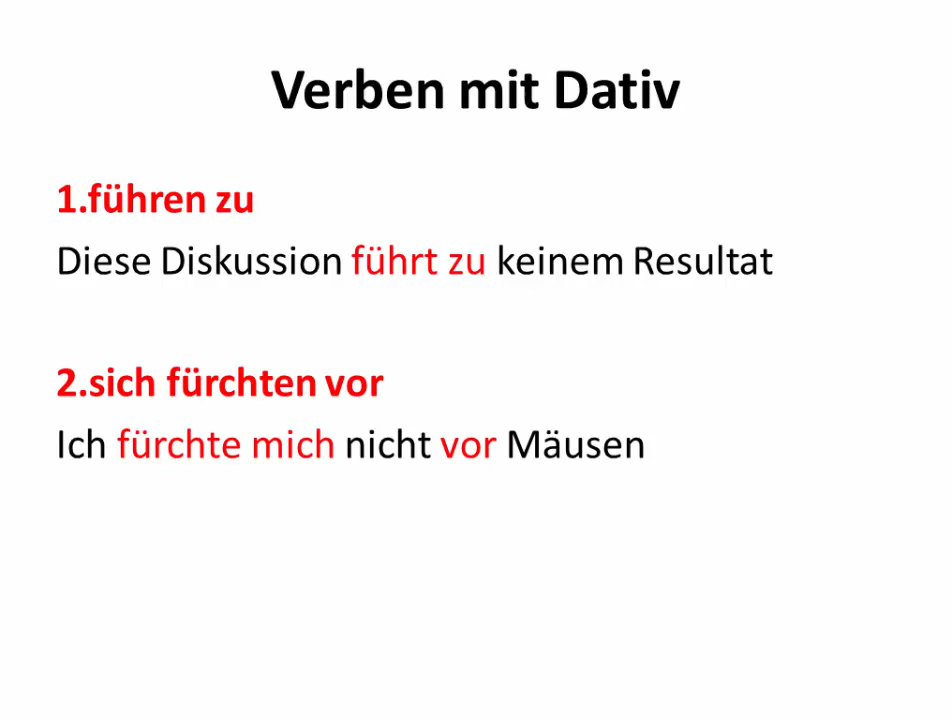 Verben mit Dativ
1.führen zu
Diese Diskussion führt zu keinem Resultat
2.sich fürchten vor
Ich fürchte mich nicht vor Mäusen